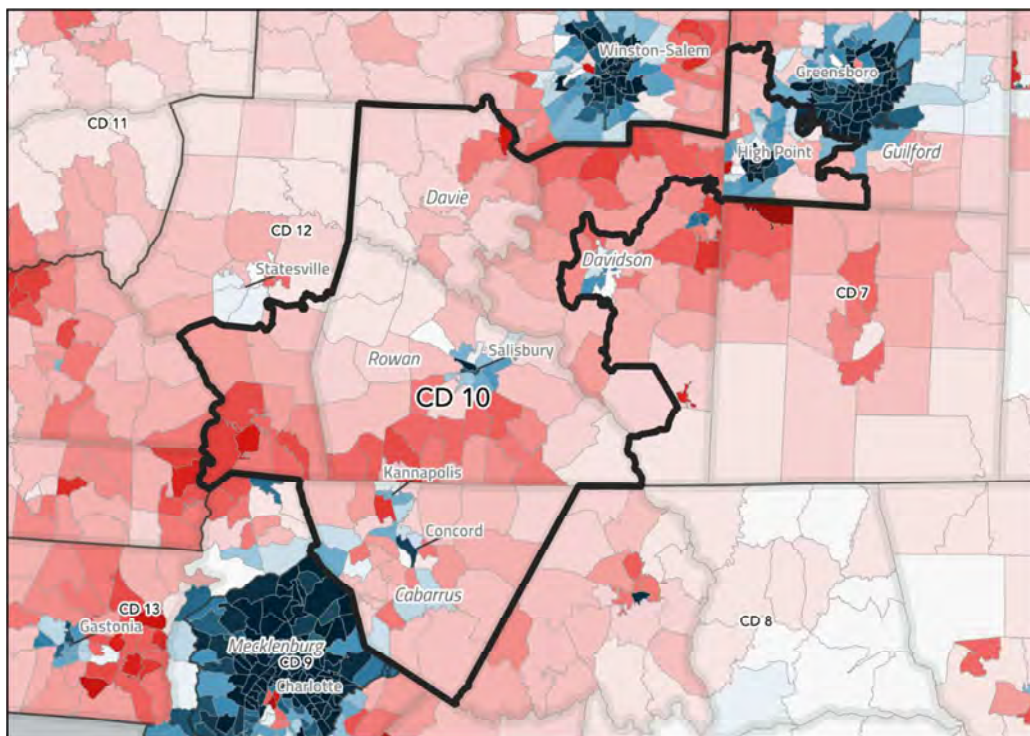 Winston-Salem
Greensboro
CD 11
High Point
Guilford
Davie
CD 12
Davidson
Statesville
CD 7
Rowan
Salisbury
CD 10
Kannapolis
Concord
Cabarrus
CD 13
Gastonia
CD 8
Mecklenburg
CD 9
Charlotte